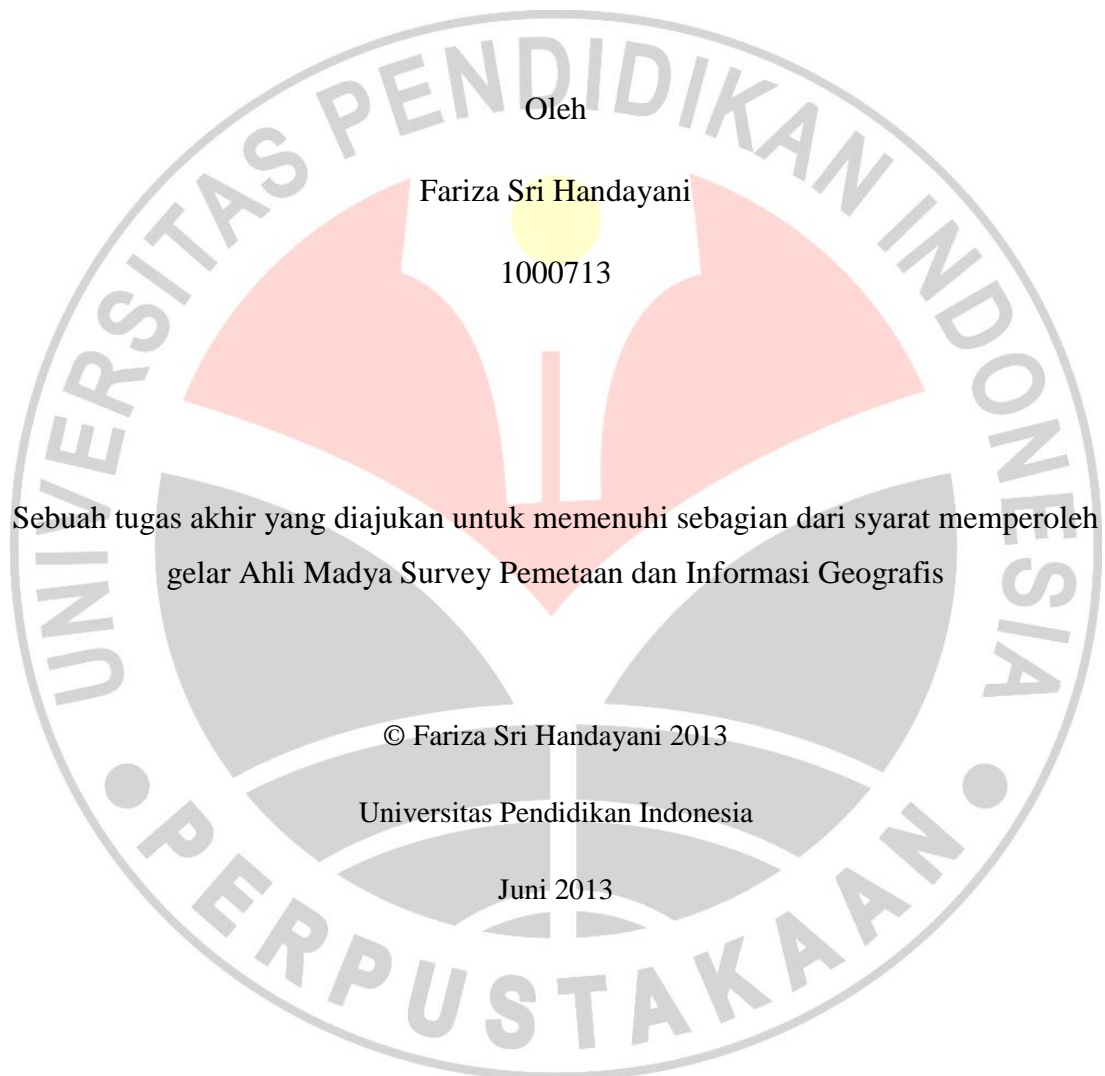 UNIVERSITAS PENDIDIKAN INDONESIA
Oleh
Fariza Sri Handayani
1000713
Sebuah tugas akhir yang diajukan untuk memenuhi sebagian dari syarat memperoleh
gelar Ahli Madya Survey Pemetaan dan Informasi Geografis
© Fariza Sri Handayani 2013
Universitas Pendidikan Indonesia
Juni 2013
PERPUSTAKAAN